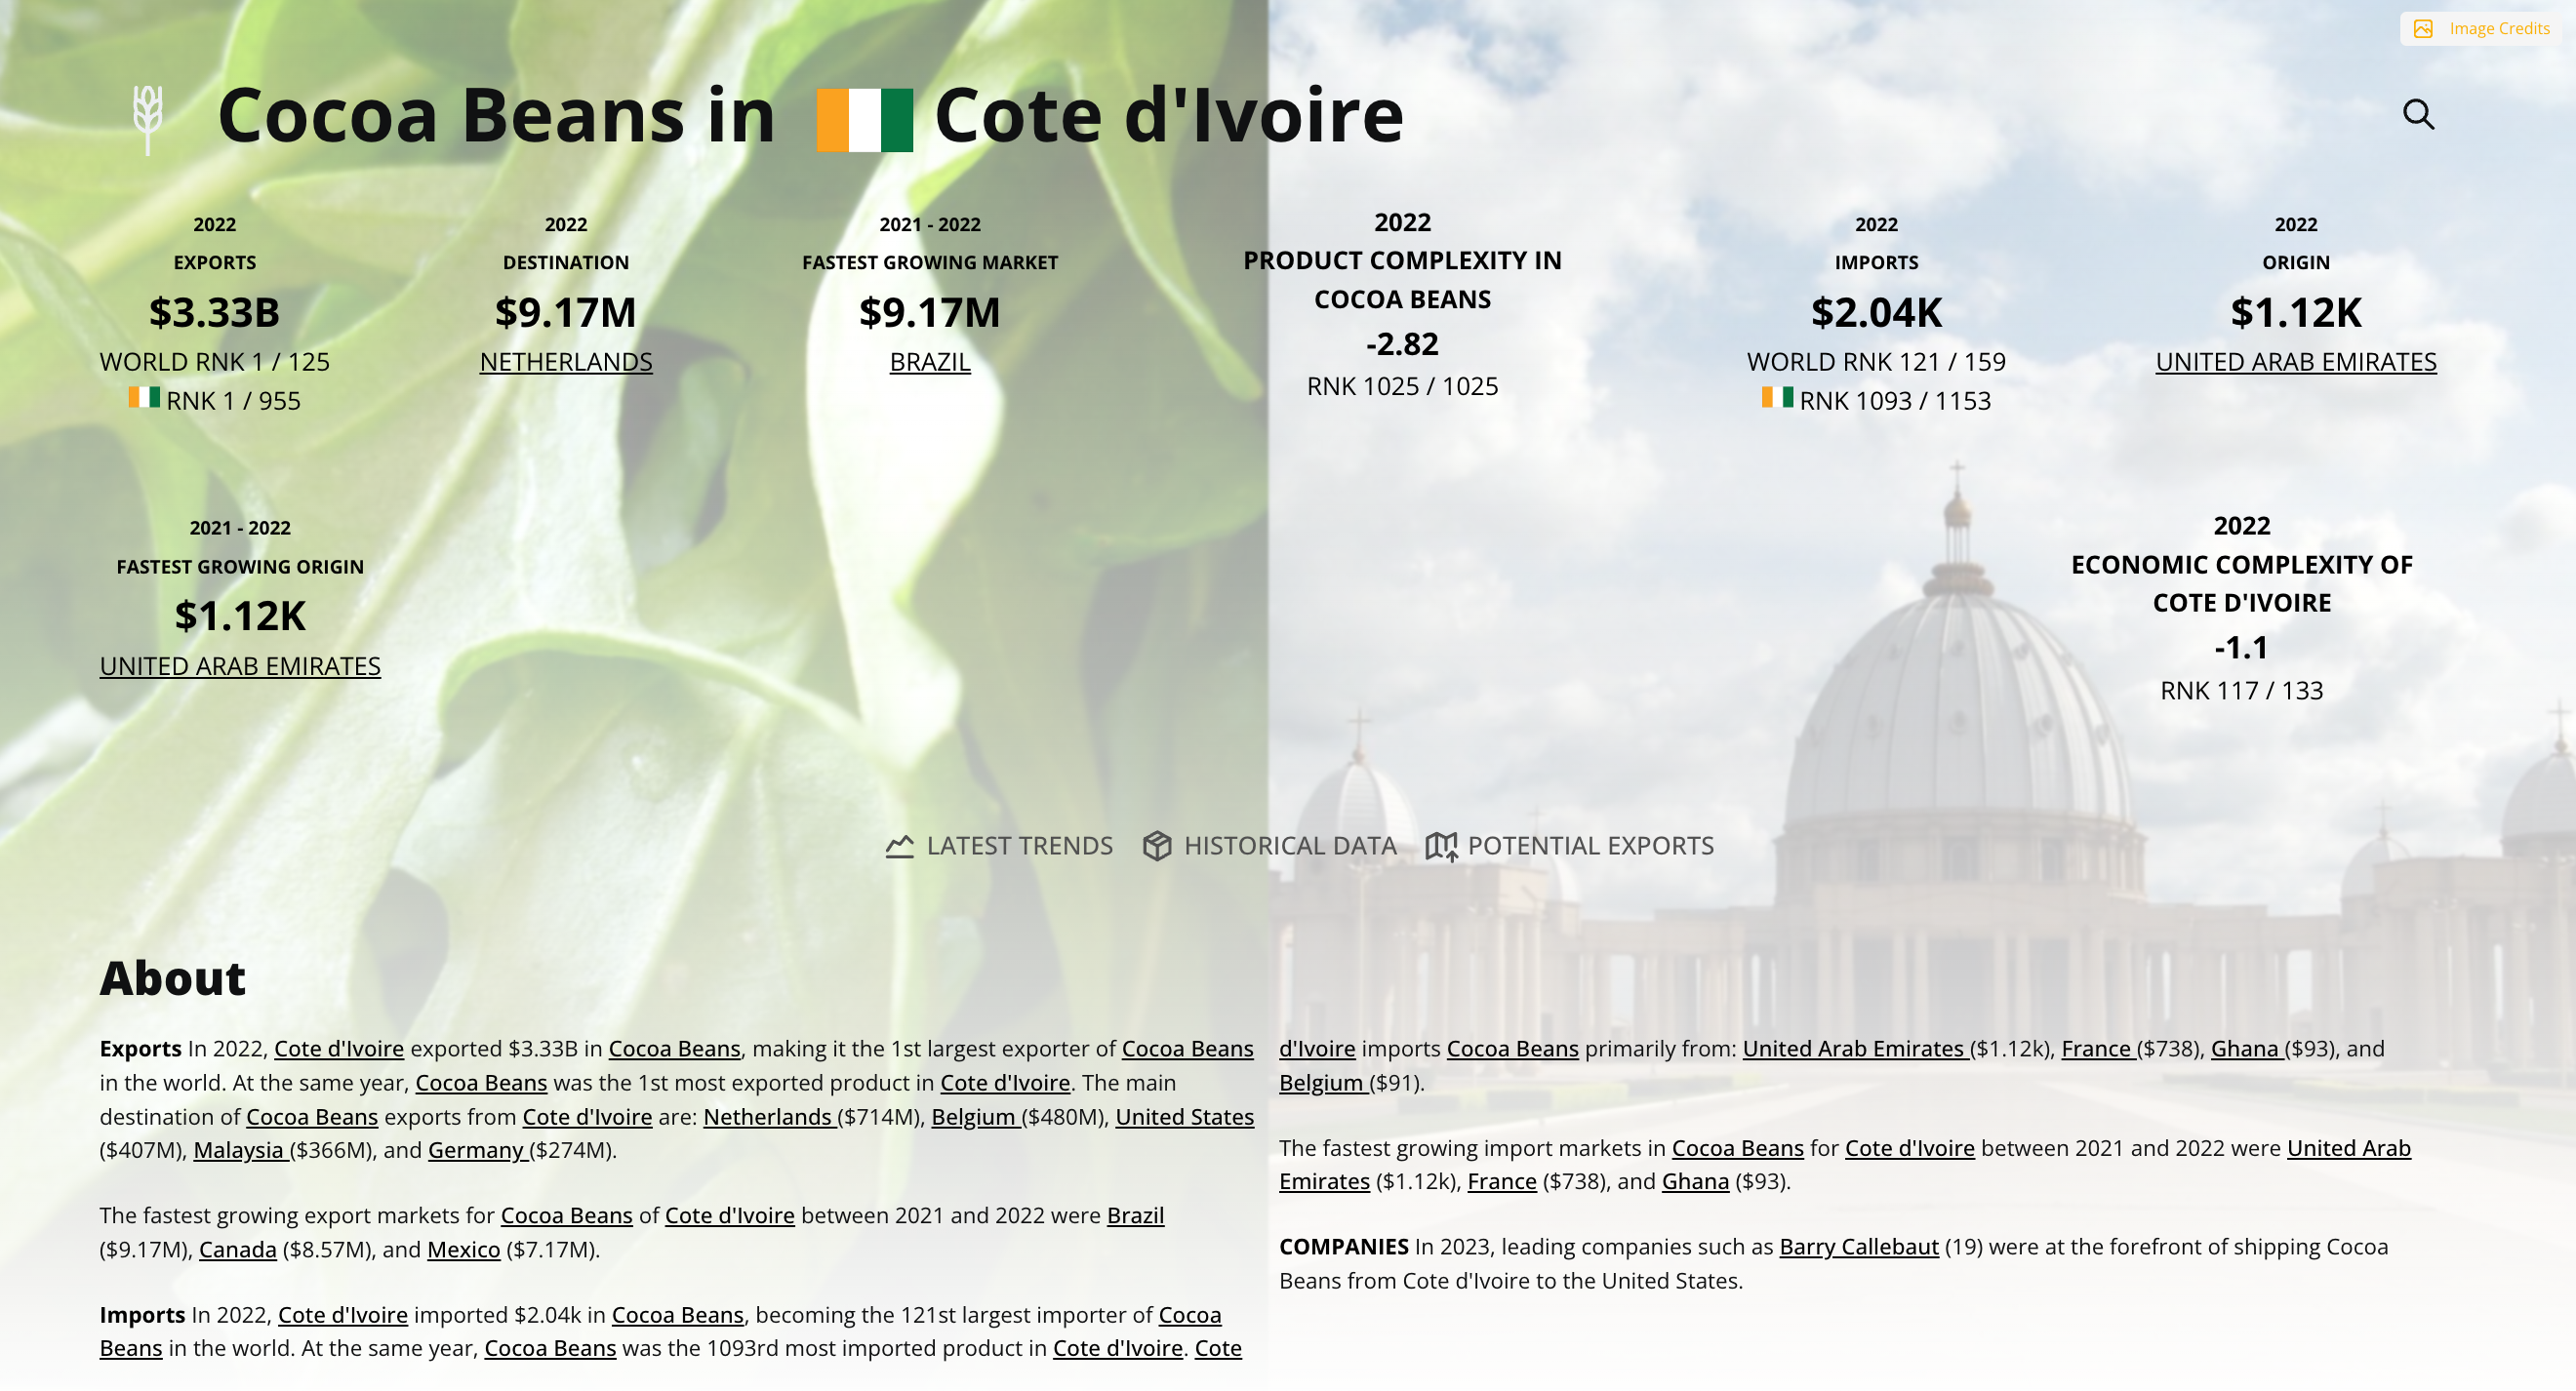 Image Credits
Cocoa Beans in Cote d'Ivoire
2022
EXPORTS
$3.33B
WORLD RNK 1 / 125
RNK 1 / 955
2022
DESTINATION
$9.17M
NETHERLANDS
2021 - 2022
FASTEST GROWING MARKET
$9.17M
BRAZIL
2022
PRODUCT COMPLEXITY IN
COCOA BEANS
-2.82
RNK 1025 / 1025
2022
IMPORTS
$2.04K
WORLD RNK 121 / 159
RNK 1093 / 1153
2022
ORIGIN
$1.12K
UNITED ARAB EMIRATES
2021 - 2022
FASTEST GROWING ORIGIN
$1.12K
UNITED ARAB EMIRATES
2022
ECONOMIC COMPLEXITY OF
COTE D'IVOIRE
-1.1
RNK 117 / 133
LATEST TRENDS HISTORICAL DATA POTENTIAL EXPORTS
About
Exports In 2022, Cote d'Ivoire exported $3.33B in Cocoa Beans, making it the 1st largest exporter of Cocoa Beans
in the world. At the same year, Cocoa Beans was the 1st most exported product in Cote d'Ivoire. The main
destination of Cocoa Beans exports from Cote d'Ivoire are: Netherlands ($714M), Belgium ($480M), United States
($407M), Malaysia ($366M), and Germany ($274M).
The fastest growing export markets for Cocoa Beans of Cote d'Ivoire between 2021 and 2022 were Brazil
($9.17M), Canada ($8.57M), and Mexico ($7.17M).
Imports In 2022, Cote d'Ivoire imported $2.04k in Cocoa Beans, becoming the 121st largest importer of Cocoa
Beans in the world. At the same year, Cocoa Beans was the 1093rd most imported product in Cote d'Ivoire. Cote
d'Ivoire imports Cocoa Beans primarily from: United Arab Emirates ($1.12k), France ($738), Ghana ($93), and
Belgium ($91).
The fastest growing import markets in Cocoa Beans for Cote d'Ivoire between 2021 and 2022 were United Arab
Emirates ($1.12k), France ($738), and Ghana ($93).
COMPANIES In 2023, leading companies such as Barry Callebaut (19) were at the forefront of shipping Cocoa
Beans from Cote d'Ivoire to the United States.